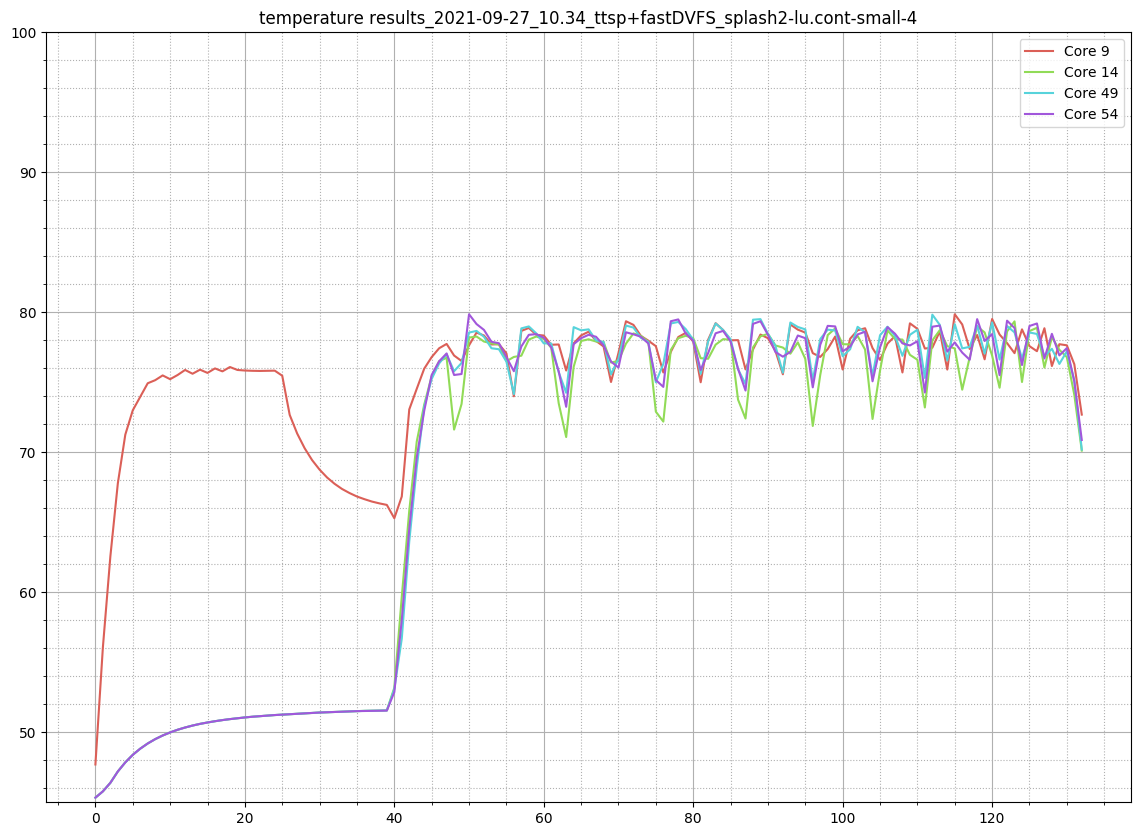 temperature results_2021-09-27_10.34_ttsp+fastDVFS_splash2-lu.cont-small-4
100
90
80
70
60
50
0 20 40 60 80 100 120
Core 9
Core 14
Core 49
Core 54